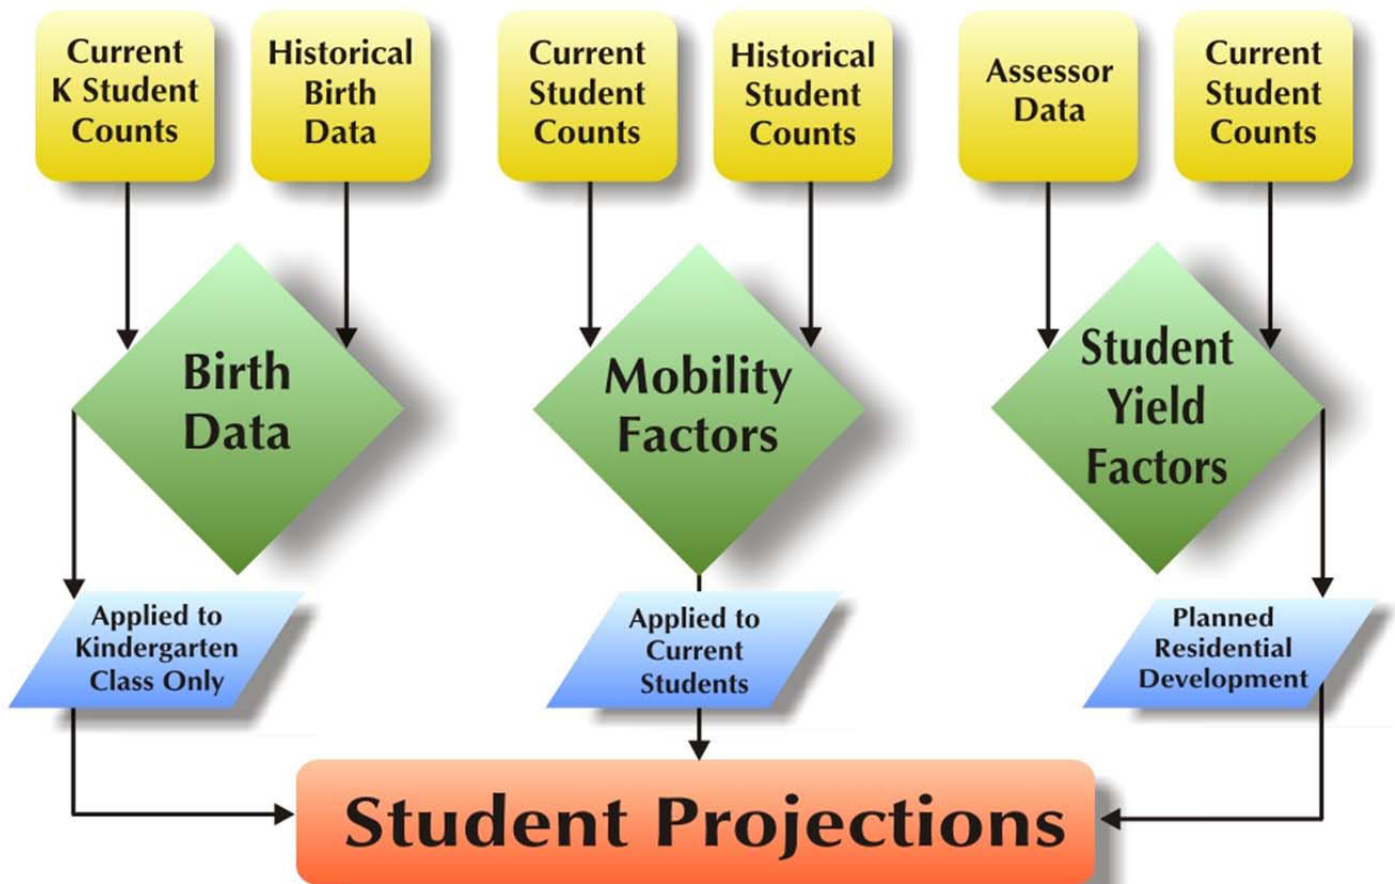 Current
K Student
Counts
Historical
Birth
Data
Current
Student
Counts
Historical
Student
Counts
Assessor
Data
Current
Student
Counts
Birth
Data
Mobility
Factors
Student
Yield
Factors
Applied to
Kindergarten
Class Only
Applied to
Current
Students
Planned
Residential
Development
Student Projections